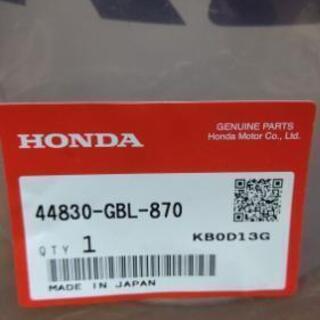 GENUINE PARTS
HONDA
Honda Motor Co., Ltd.
44830-GBL-870
QTY 1
KB0D13G
MADE IN JAPAN